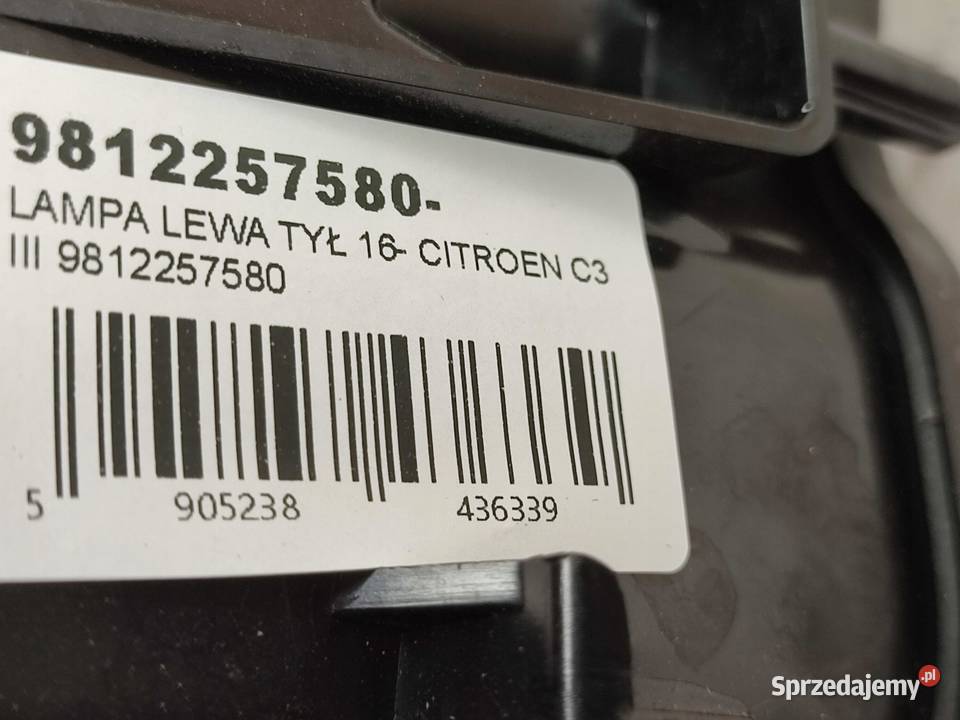 9812257580-
LAMPA LEWA TYŁ 16- CITROEN C3
III 9812257580
5 905238 436339
Sprzedajemy.pl